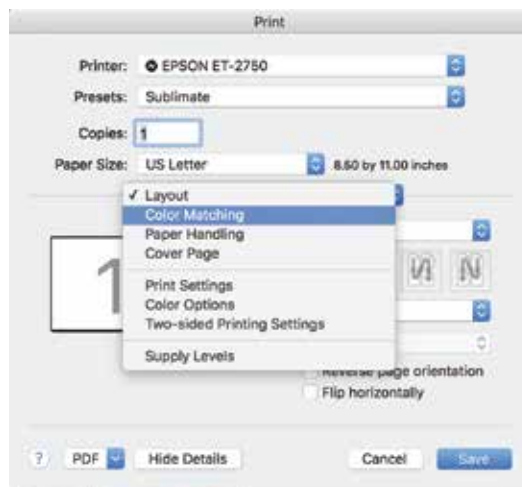 Print
Printer: EPSON ET-2750
Presets: Sublimate
Copies: 1
Paper Size: US Letter 8.50 by 11.00 inches
✓ Layout
Color Matching
Paper Handling
Cover Page
1
Print Settings
Color Options
Two-sided Printing Settings
Supply Levels
Reverse page orientation
Flip horizontally
? PDF Hide Details Cancel Save